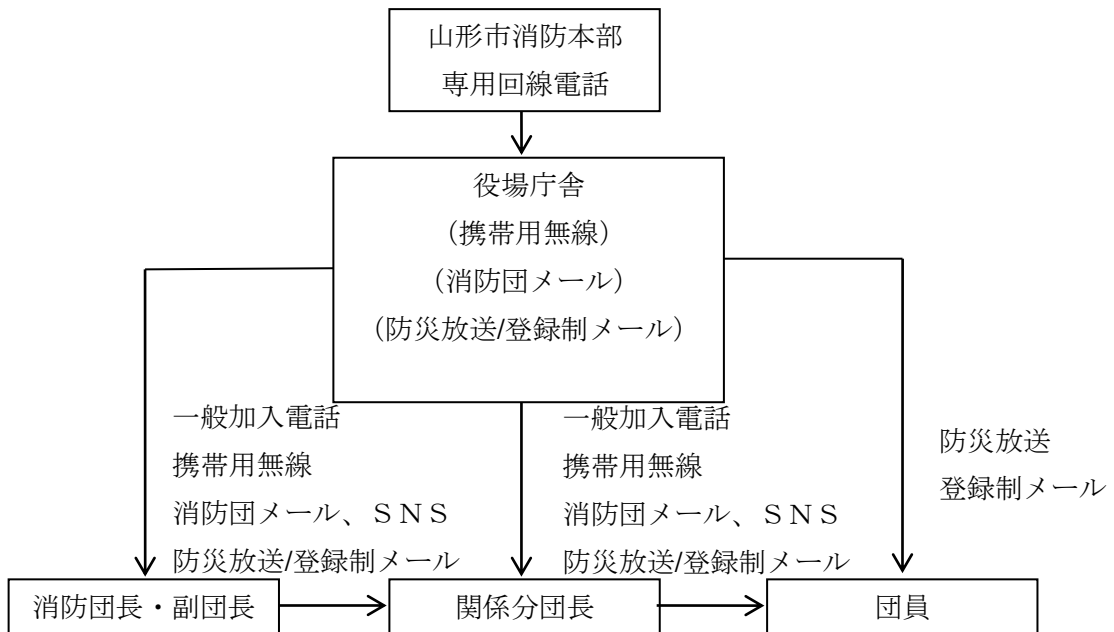 山形市消防本部
専用回線電話
役場庁舎
（携帯用無線）
（消防団メール）
（防災放送/登録制メール）
一般加入電話
携帯用無線
消防団メール、ＳＮＳ
防災放送/登録制メール
一般加入電話
携帯用無線
消防団メール、ＳＮＳ
防災放送/登録制メール
防災放送
登録制メール
消防団長・副団長
関係分団長
団員